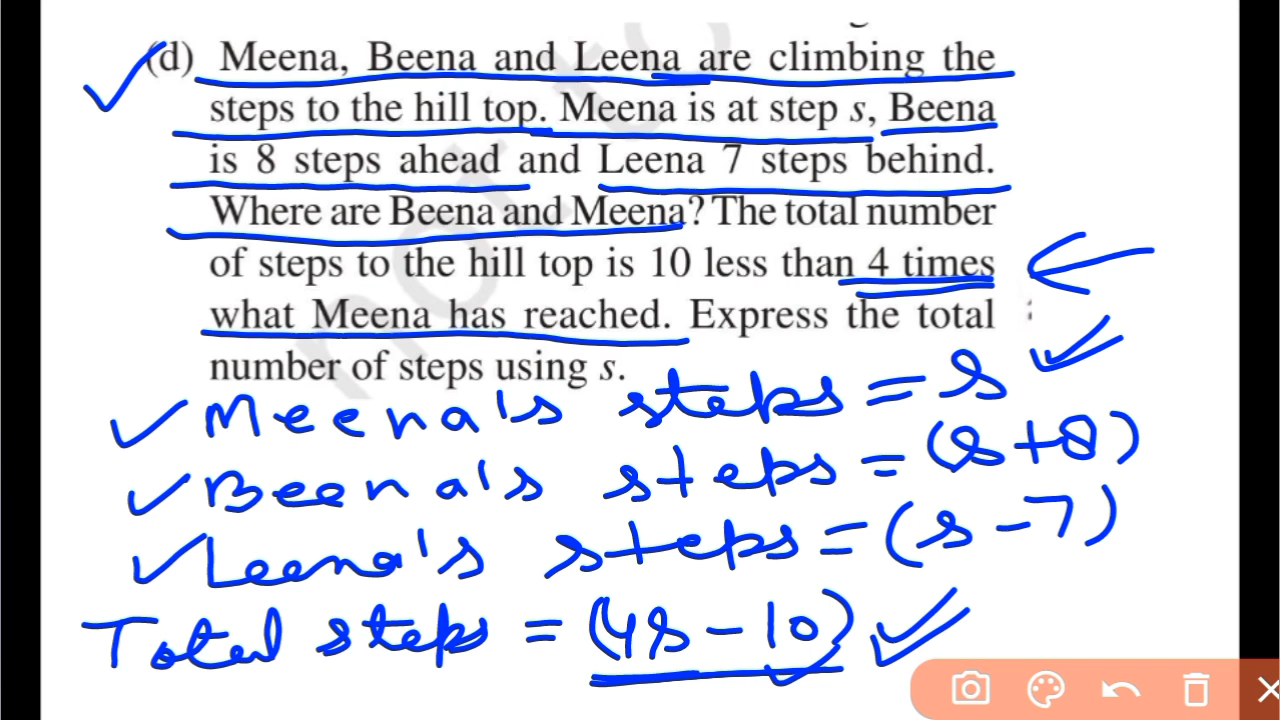 (d) Meena, Beena and Leena are climbing the
steps to the hill top. Meena is at step s, Beena
is 8 steps ahead and Leena 7 steps behind.
Where are Beena and Meena? The total number
of steps to the hill top is 10 less than 4 times
what Meena has reached. Express the total
number of steps using s.
Meena's steps = s
Beena's steps = (s+8)
Leena's steps = (s-7)
Total steps = (4s-10)